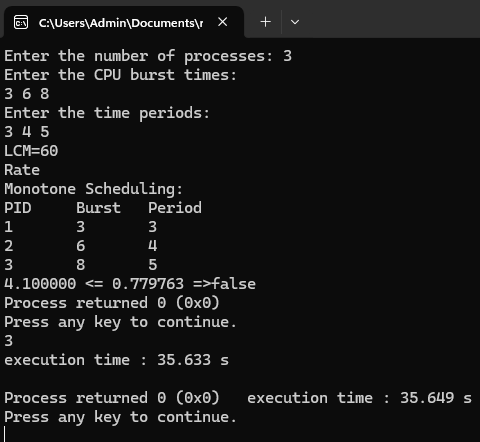 C:\Users\Admin\Documents\r
Enter the number of processes: 3
Enter the CPU burst times:
3 6 8
Enter the time periods:
3 4 5
LCM=60
Rate
Monotone Scheduling:
PID Burst Period
1 3 3
2 6 4
3 8 5
4.100000 <= 0.779763 =>false
Process returned 0 (0x0)
Press any key to continue.
3
execution time : 35.633 s
Process returned 0 (0x0) execution time : 35.649 s
Press any key to continue.